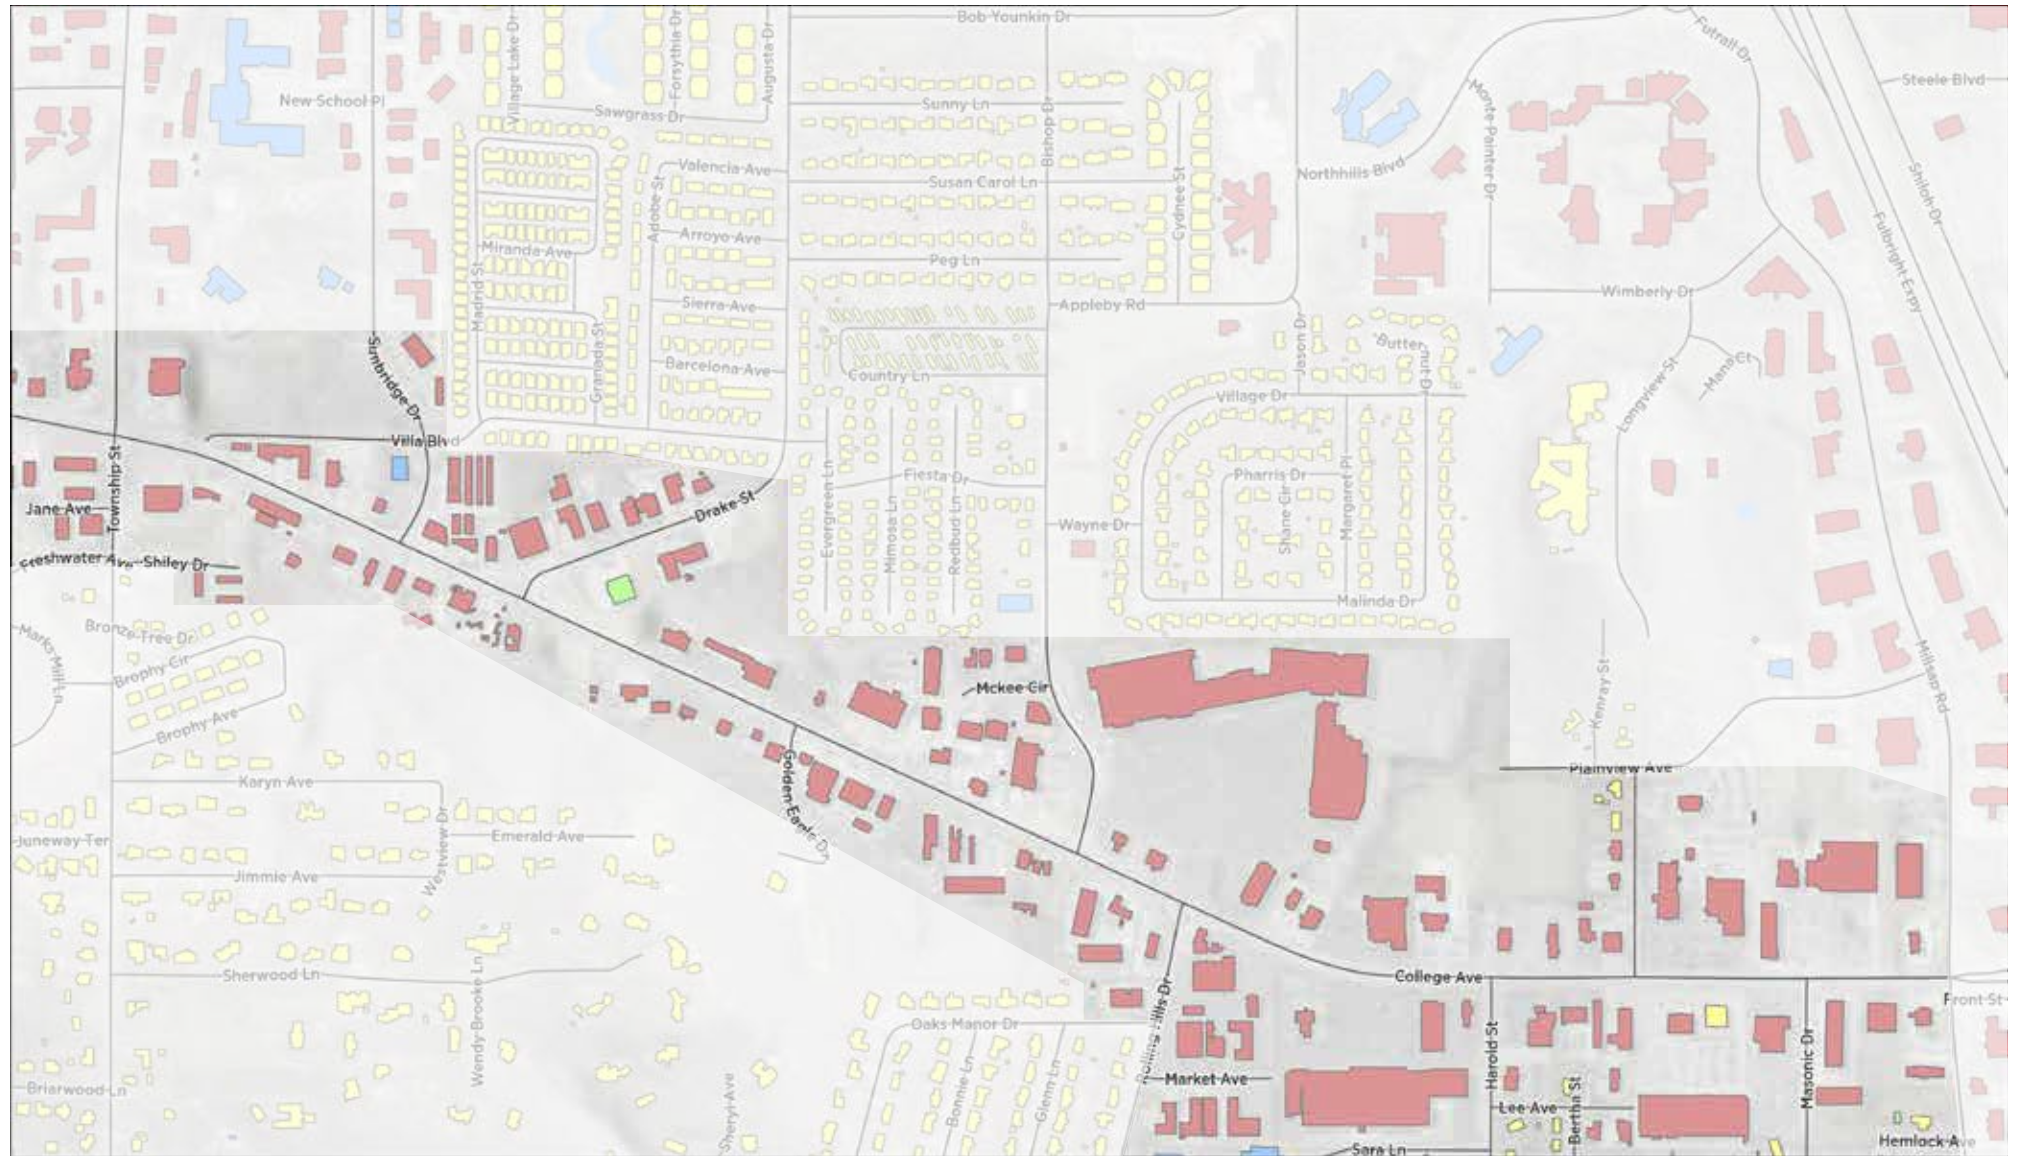 Bob Younkin Dr
Futrall Dr
Village Lake Dr
Forsythia Dr
Augusta Dr
Steele Blvd
New School Pl
Sawgrass Dr
Sunny Ln
Bishop Dr
Monte Painter Dr
Valencia Ave
Susan Carol Ln
Northhills Blvd
Shiloh Dr
Adobe St
Cydnee St
Arroyo Ave
Miranda Ave
Peg Ln
Fulbright Expy
Madrid St
Sierra Ave
Appleby Rd
Wimberly Dr
Granada St
Jason Dr
Butternut Dr
Sunbridge Dr
Barcelona Ave
Country Ln
Longview St
Mans Ct
Village Dr
Villa Blvd
Township St
Fiesta Dr
Pharris Dr
Jane Ave
Drake St
Evergreen Ln
Mimosa Ln
Redbud Ln
Wayne Dr
Shane Cir
Margaret Pl
Freshwater Ave
Shiley Dr
Malinda Dr
Marks Mill Ln
Bronze Tree Dr
Brophy Cir
Mckee Cir
Kenray St
Millsap Rd
Brophy Ave
Golden Eagle Dr
Plainview Ave
Karyn Ave
Juneway Ter
Westview Dr
Emerald Ave
Jimmie Ave
Sherwood Ln
Wendy Brooke Ln
College Ave
Rolling Hills Dr
Front St
Oaks Manor Dr
Harold St
Masonic Dr
Market Ave
Briarwood Ln
Sheryl Ave
Bonnie Ln
Glenn Ln
Lee Ave
Bertha St
Hemlock Ave
Sara Ln